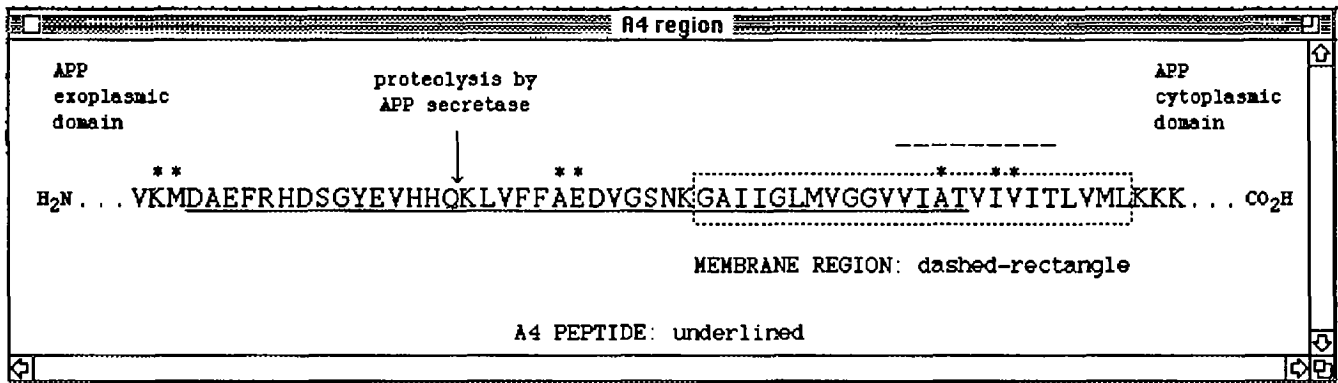 A4 region
APP
exoplasmic
domain
proteolysis by
APP secretase
APP
cytoplasmic
domain
* * * * * * *
H₂N...VKMDAEFRHDSGYEVHHQKLVFFAEDVGSNKGAIIGLMVGGVVIATVIVITLVMLKKK... CO₂H
MEMBRANE REGION: dashed-rectangle
A4 PEPTIDE: underlined